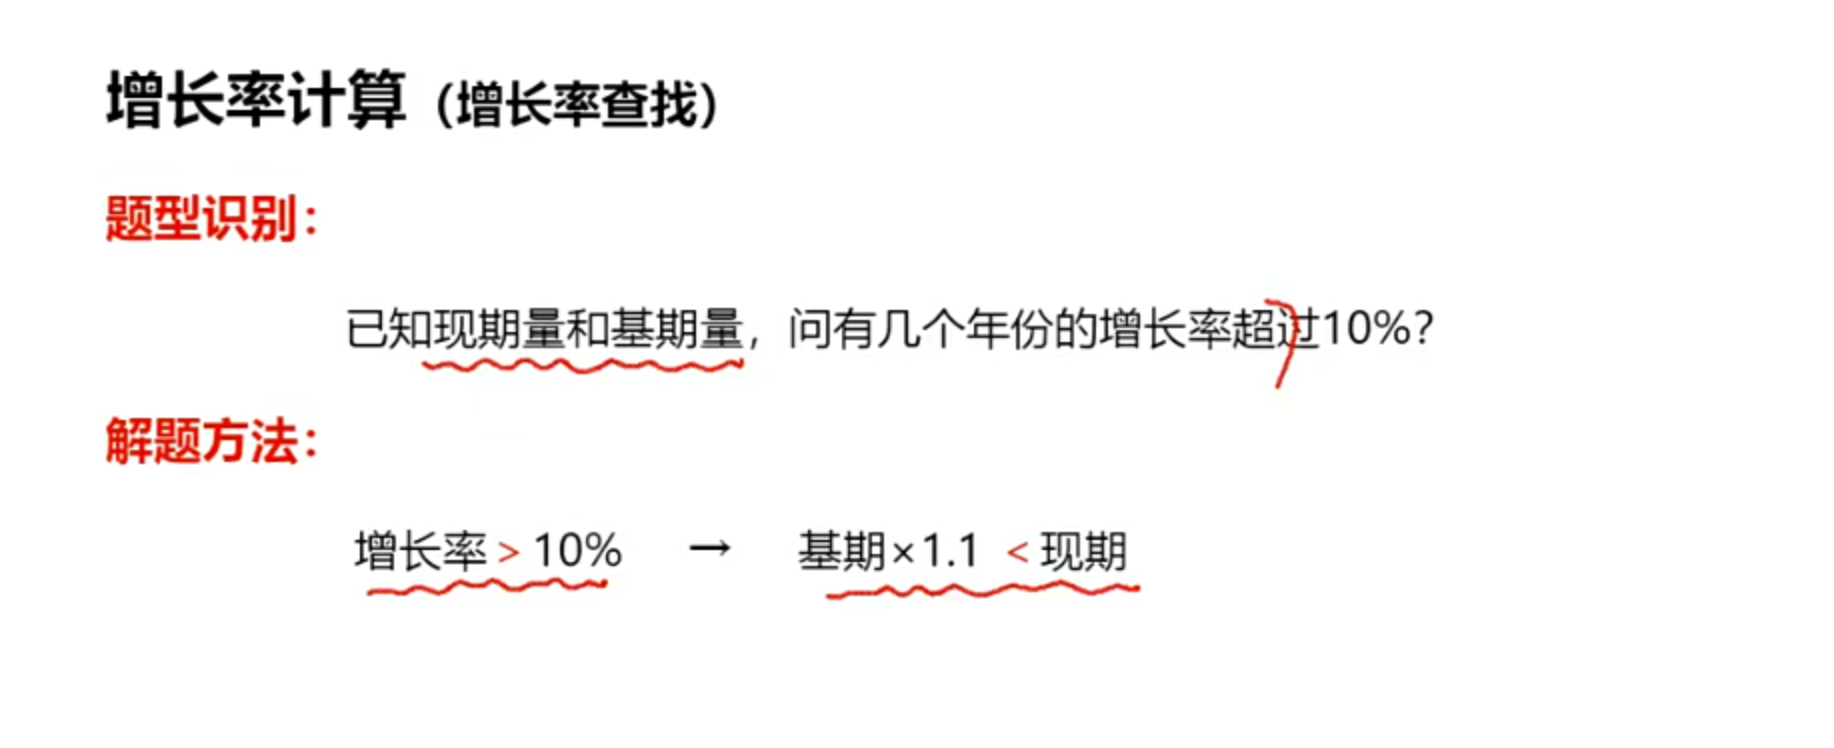 增长率计算（增长率查找）
题型识别：
已知现期量和基期量，问有几个年份的增长率超过10%？
解题方法：
增长率＞10% → 基期×1.1 ＜现期